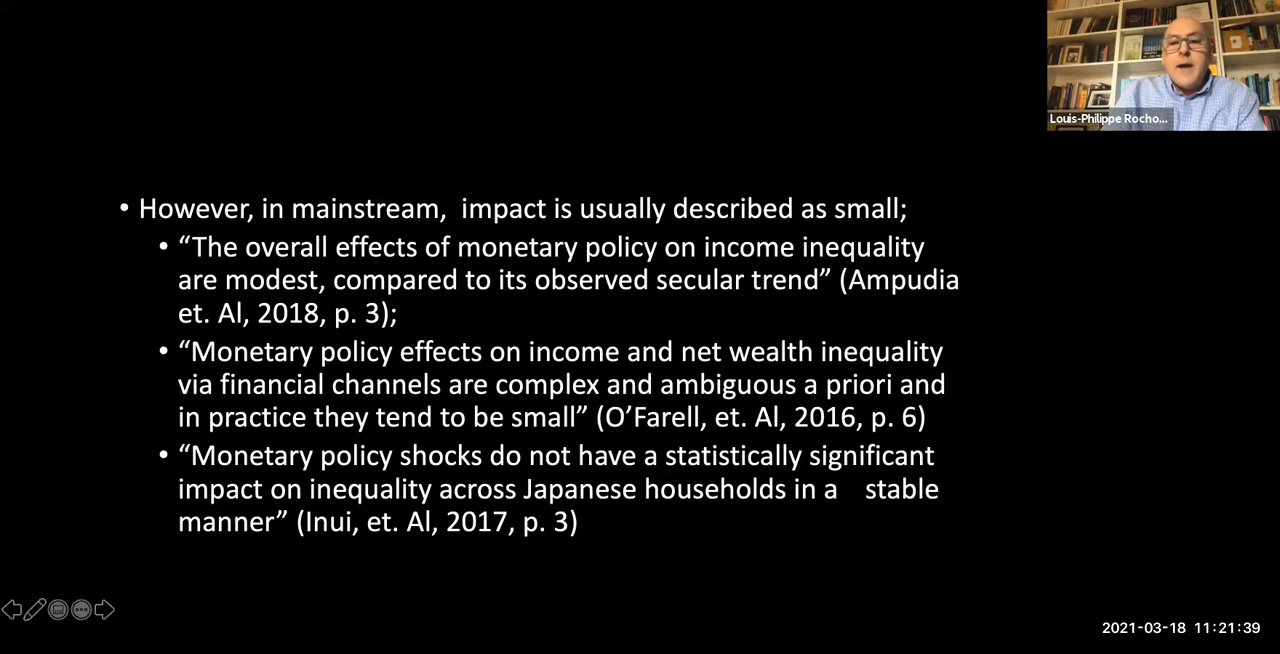 Louis-Philippe Rocho...
• However, in mainstream,  impact is usually described as small;
• “The overall effects of monetary policy on income inequality
are modest, compared to its observed secular trend” (Ampudia
et. Al, 2018, p. 3);
• “Monetary policy effects on income and net wealth inequality
via financial channels are complex and ambiguous a priori and
in practice they tend to be small” (O’Farell, et. Al, 2016, p. 6)
• “Monetary policy shocks do not have a statistically significant
impact on inequality across Japanese households in a    stable
manner” (Inui, et. Al, 2017, p. 3)
2021-03-18 11:21:39